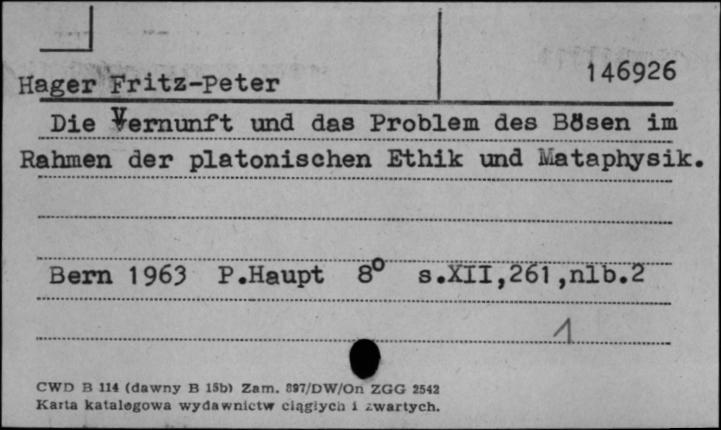 Hager Fritz-Peter 146926
Die Vernunft und das Problem des Bösen im
Rahmen der platonischen Ethik und Mataphysik.
Bern 1963 P.Haupt 8° s.XII,261,nlb.2
1
CWD B 114 (dawny B 15b) Zam. 897/DW/On ZGG 2542
Karta katalogowa wydawnictw ciągłych i zwartych.